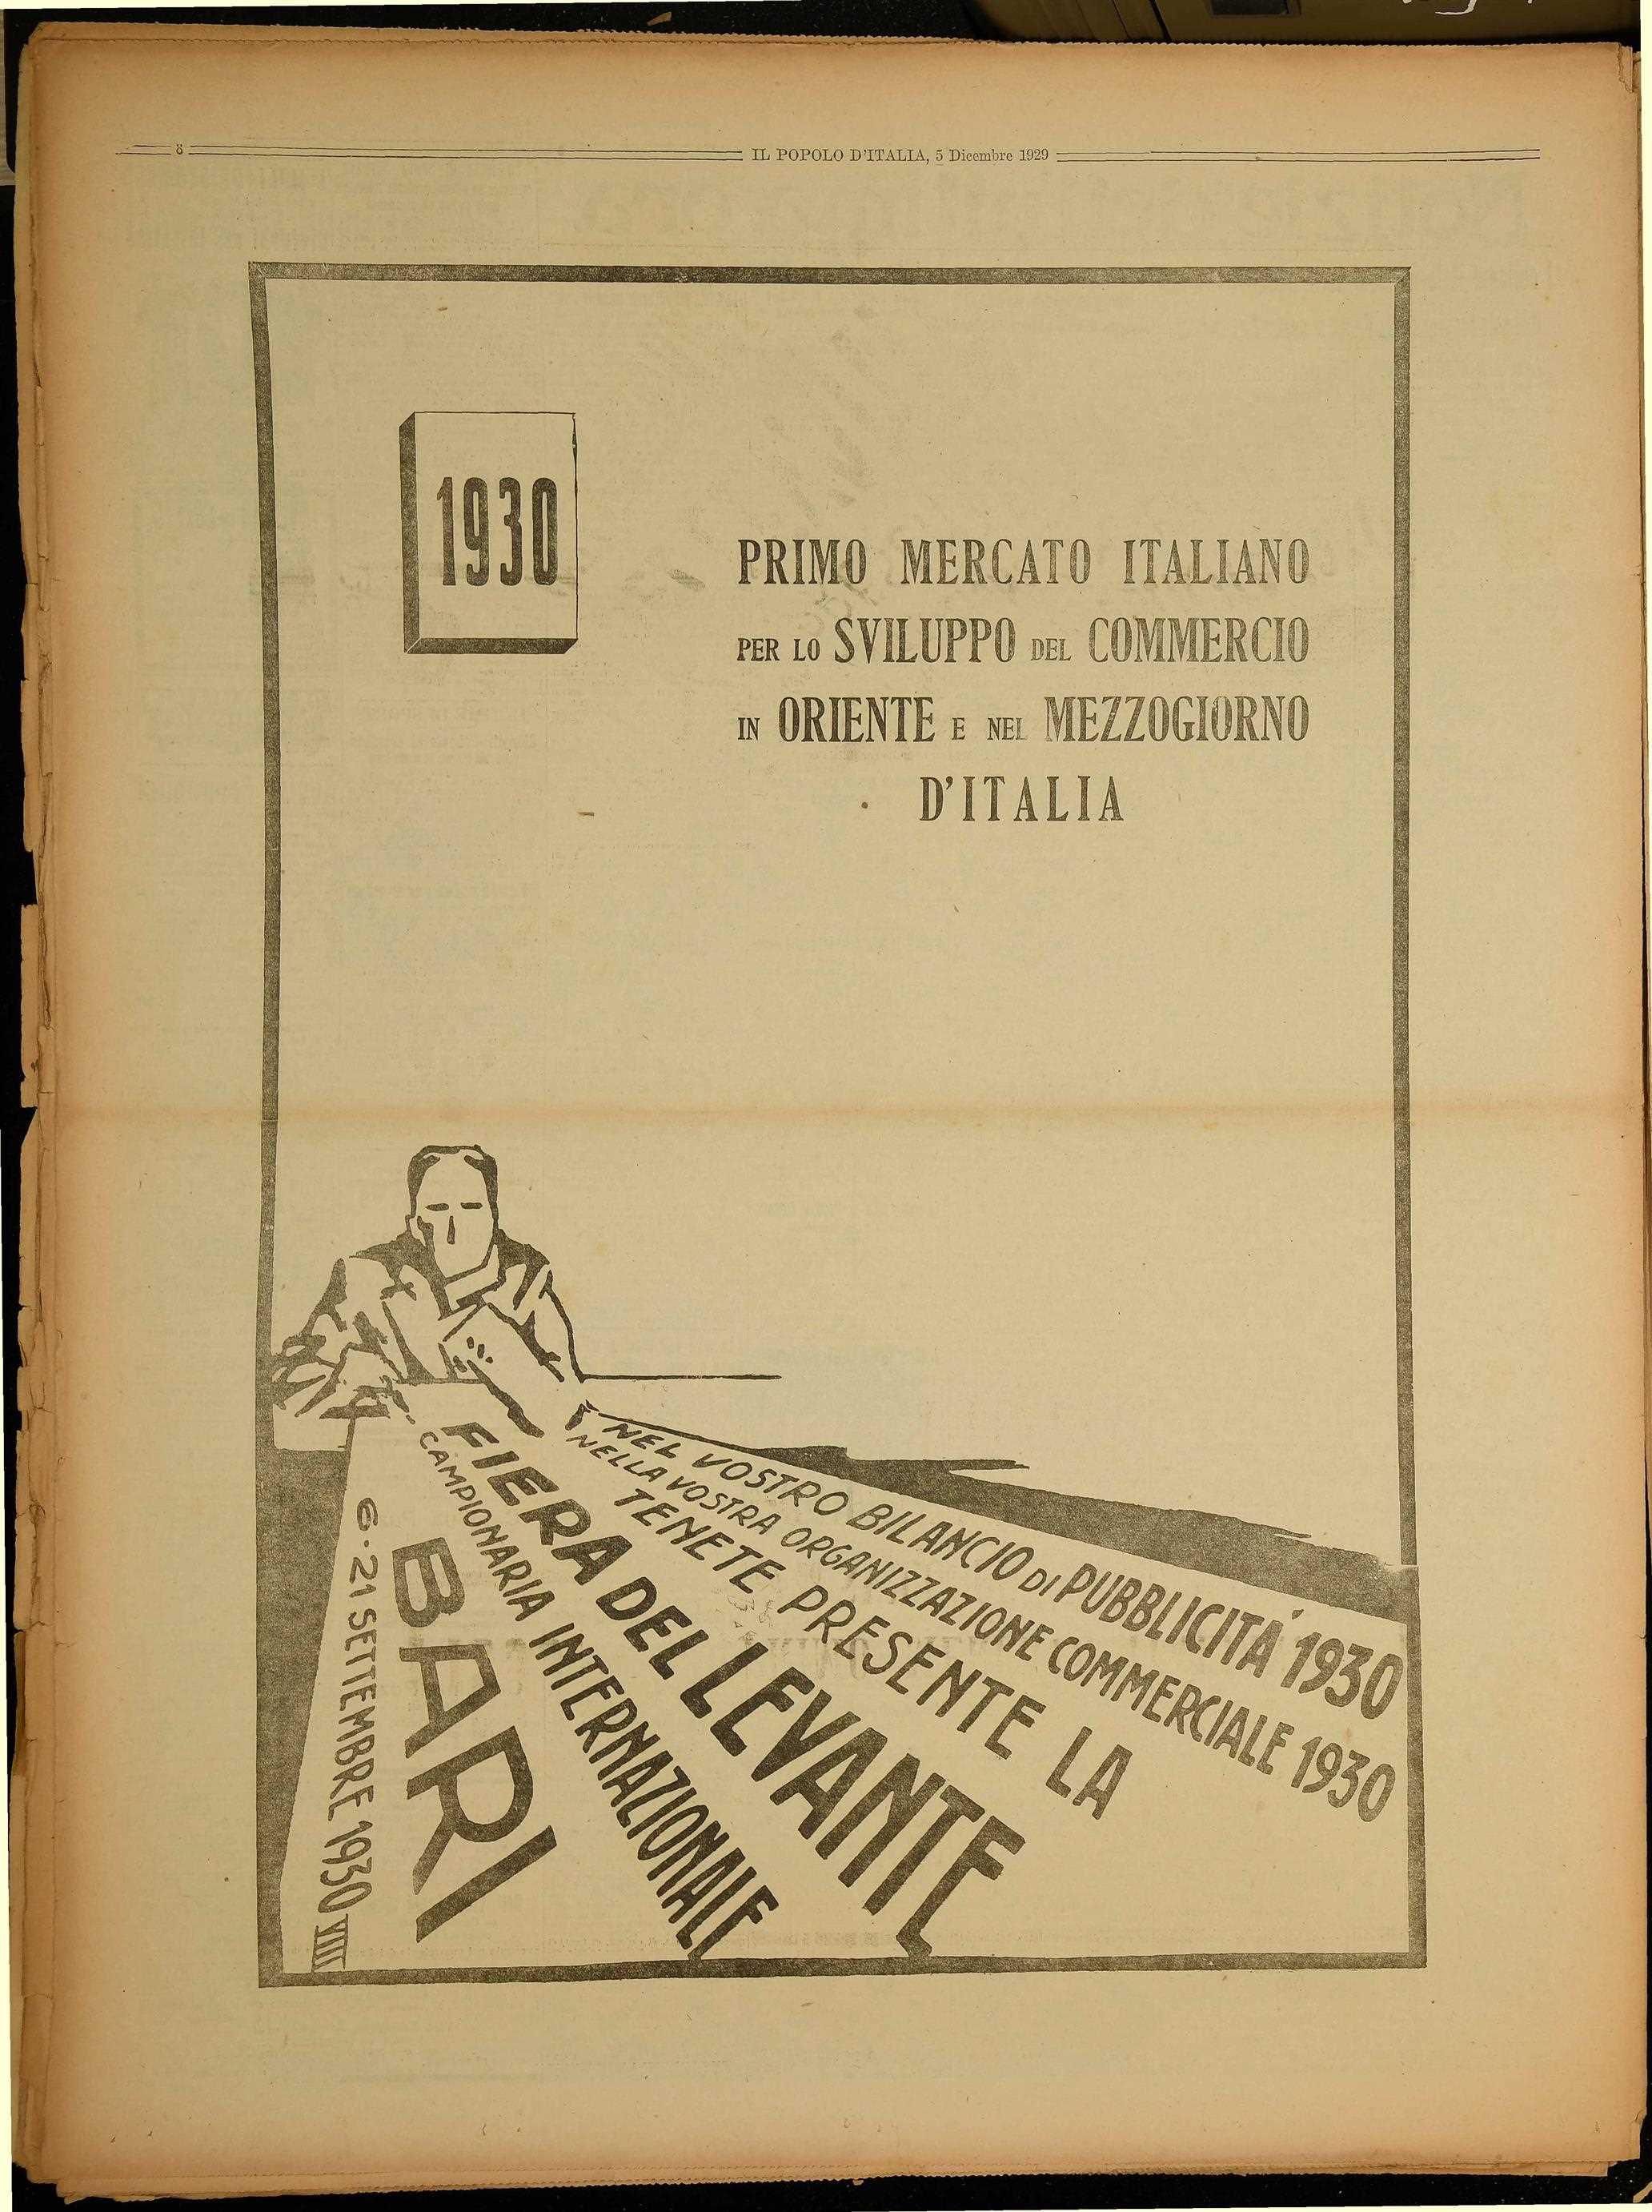 8
IL POPOLO D'ITALIA, 5 Dicembre 1929
1930
PRIMO MERCATO ITALIANO
PER LO SVILUPPO DEL COMMERCIO
IN ORIENTE E NEL MEZZOGIORNO
D'ITALIA
NEL VOSTRO BILANCIO DI PUBBLICITÀ 1930
NELLA VOSTRA ORGANIZZAZIONE COMMERCIALE 1930
TENETE PRESENTE LA
FIERA DEL LEVANTE
CAMPIONARIA INTERNAZIONALE
BARI
6-21 SETTEMBRE 1930 VIII